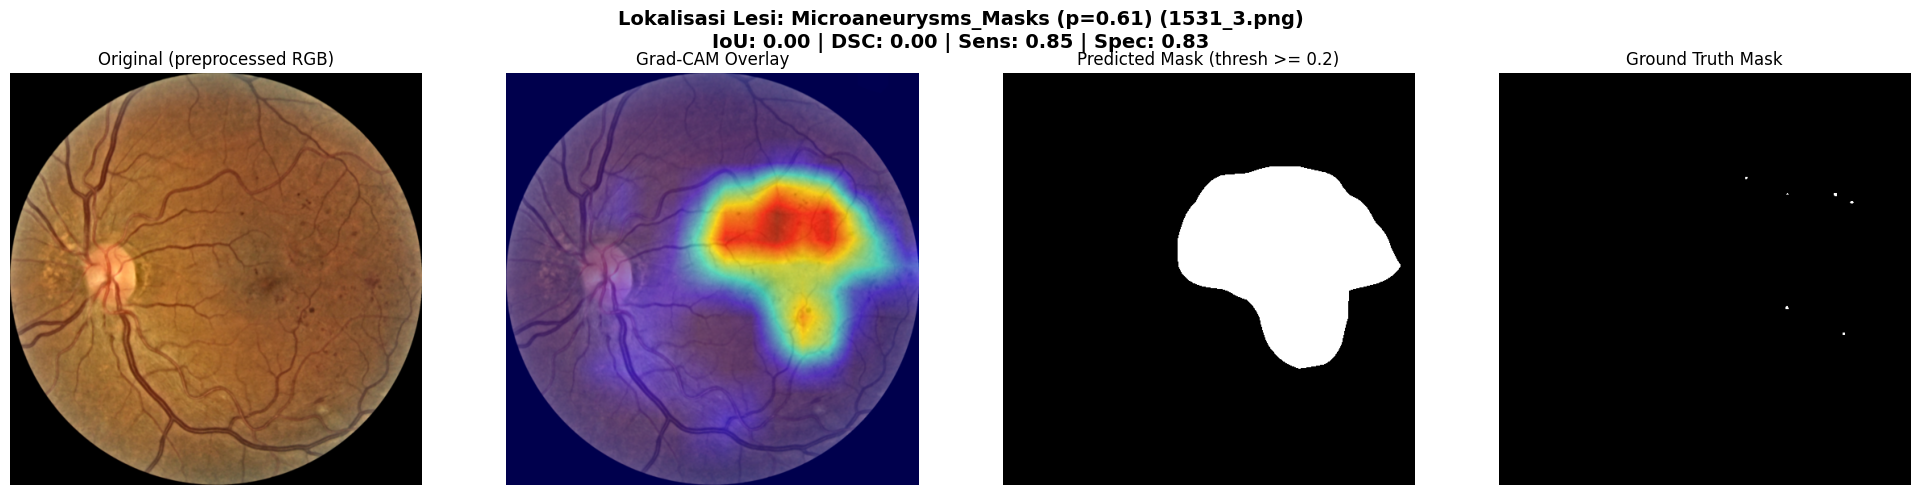 Lokalisasi Lesi: Microaneurysms_Masks (p=0.61) (1531_3.png)
IoU: 0.00 | DSC: 0.00 | Sens: 0.85 | Spec: 0.83
Original (preprocessed RGB)
Grad-CAM Overlay
Predicted Mask (thresh >= 0.2)
Ground Truth Mask